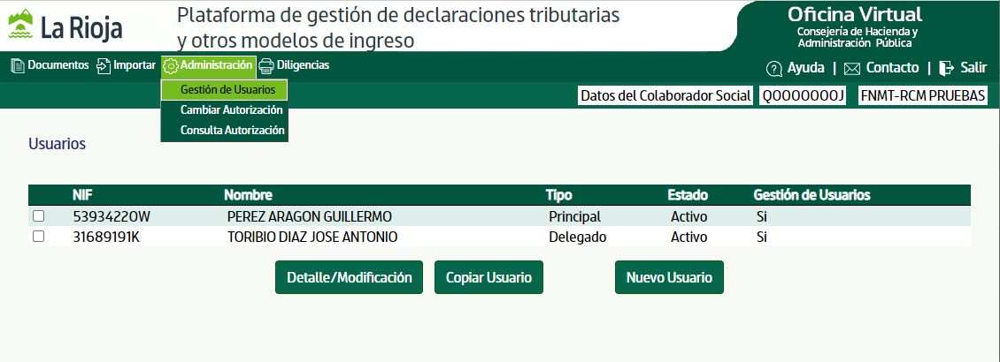 La Rioja
Plataforma de gestión de declaraciones tributarias
y otros modelos de ingreso
Oficina Virtual
Consejería de Hacienda y
Administración Pública
Documentos Importar Administración Diligencias
Ayuda | Contacto | Salir
Gestión de Usuarios
Cambiar Autorización
Consulta Autorización
Datos del Colaborador Social Q0000000J FNMT-RCM PRUEBAS
Usuarios
NIF Nombre Tipo Estado Gestión de Usuarios
53934220W PEREZ ARAGON GUILLERMO Principal Activo Si
31689191K TORIBIO DIAZ JOSE ANTONIO Delegado Activo Si
Detalle/Modificación Copiar Usuario Nuevo Usuario